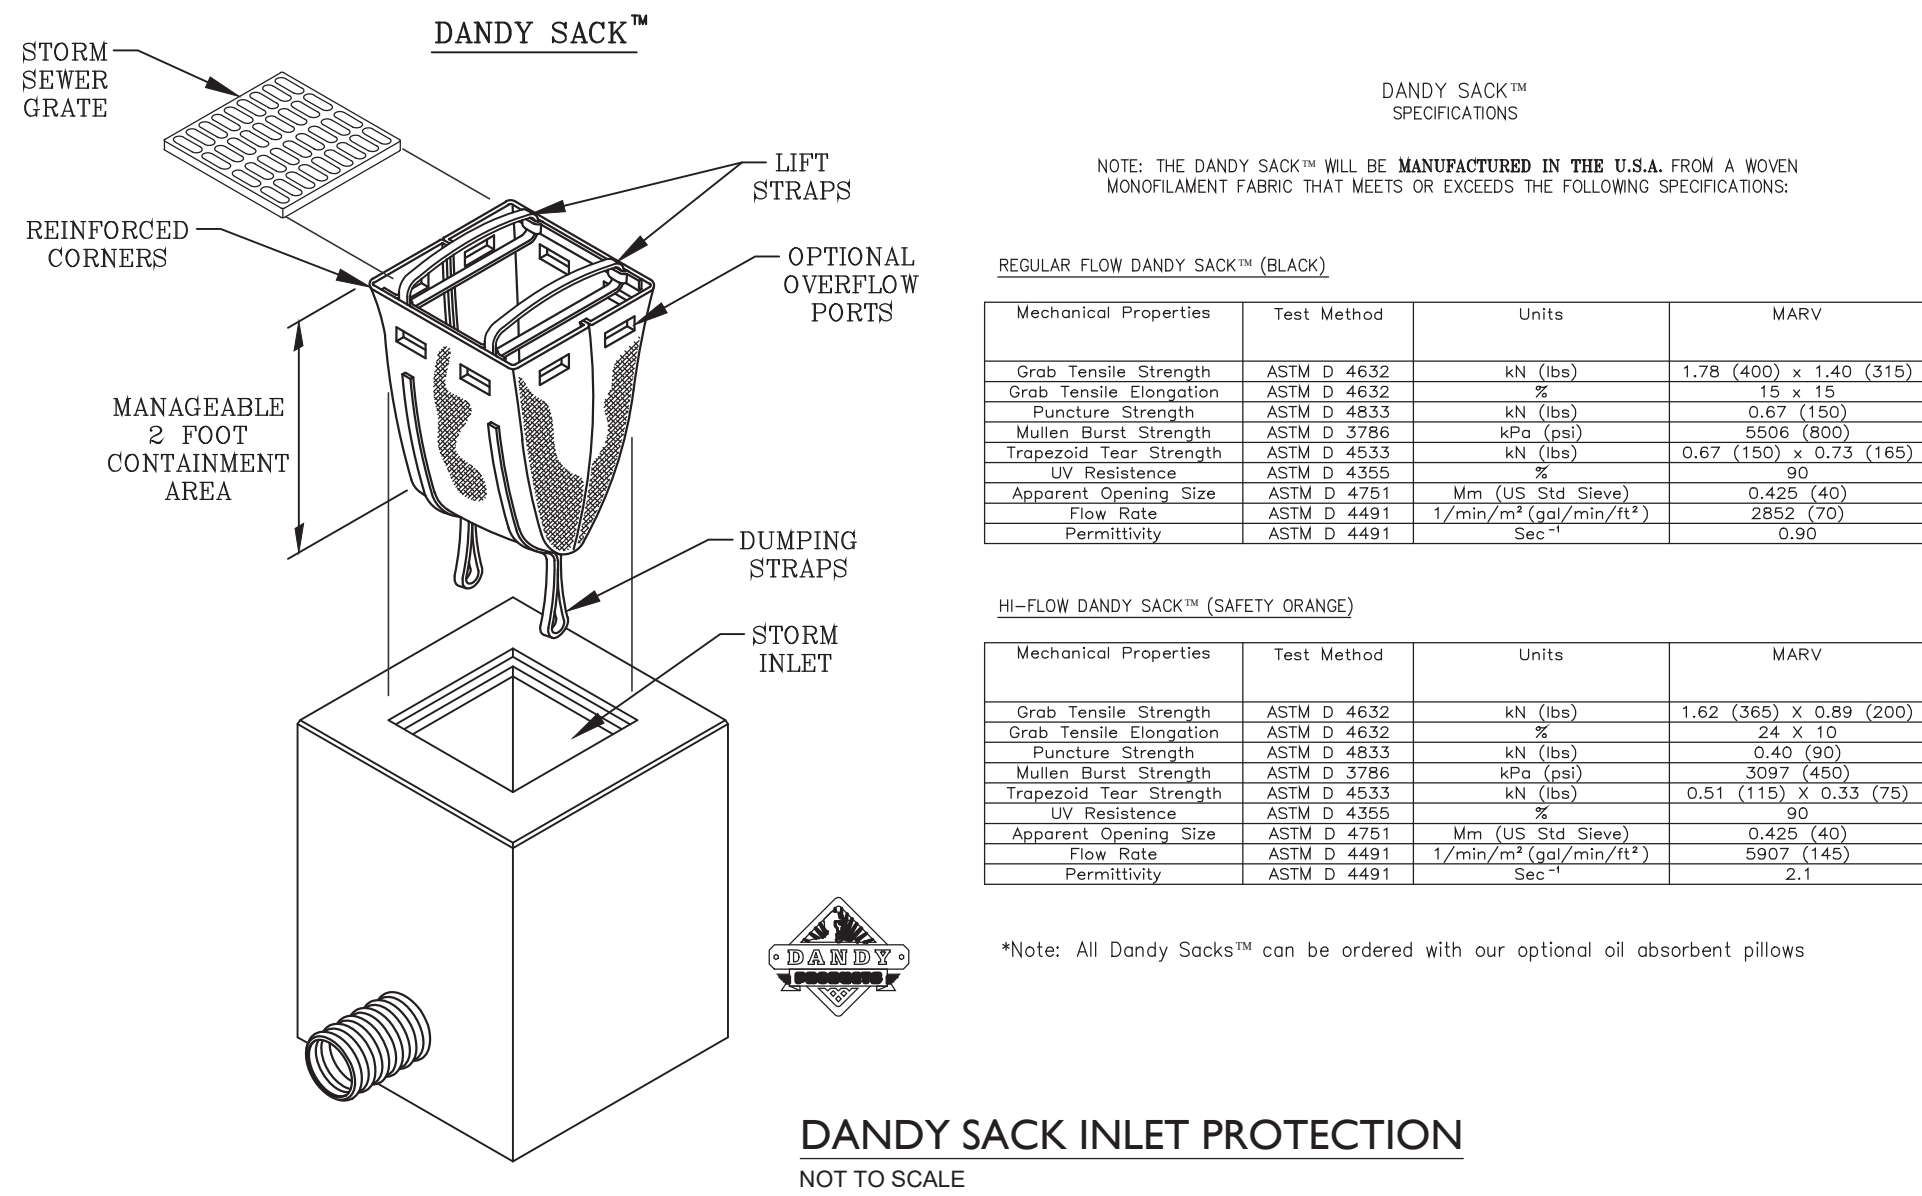 DANDY SACK™
STORM
SEWER
GRATE
LIFT
STRAPS
REINFORCED
CORNERS
OPTIONAL
OVERFLOW
PORTS
MANAGEABLE
2 FOOT
CONTAINMENT
AREA
DUMPING
STRAPS
STORM
INLET
DANDY
PRODUCTS
DANDY SACK™
SPECIFICATIONS
NOTE: THE DANDY SACK™ WILL BE MANUFACTURED IN THE U.S.A. FROM A WOVEN
MONOFILAMENT FABRIC THAT MEETS OR EXCEEDS THE FOLLOWING SPECIFICATIONS:
REGULAR FLOW DANDY SACK™ (BLACK)
Mechanical Properties Test Method Units MARV
Grab Tensile Strength ASTM D 4632 kN (lbs) 1.78 (400) x 1.40 (315)
Grab Tensile Elongation ASTM D 4632 % 15 x 15
Puncture Strength ASTM D 4833 kN (lbs) 0.67 (150)
Mullen Burst Strength ASTM D 3786 kPa (psi) 5506 (800)
Trapezoid Tear Strength ASTM D 4533 kN (lbs) 0.67 (150) x 0.73 (165)
UV Resistence ASTM D 4355 % 90
Apparent Opening Size ASTM D 4751 Mm (US Std Sieve) 0.425 (40)
Flow Rate ASTM D 4491 1/min/m² (gal/min/ft²) 2852 (70)
Permittivity ASTM D 4491 Sec⁻¹ 0.90
HI-FLOW DANDY SACK™ (SAFETY ORANGE)
Mechanical Properties Test Method Units MARV
Grab Tensile Strength ASTM D 4632 kN (lbs) 1.62 (365) X 0.89 (200)
Grab Tensile Elongation ASTM D 4632 % 24 X 10
Puncture Strength ASTM D 4833 kN (lbs) 0.40 (90)
Mullen Burst Strength ASTM D 3786 kPa (psi) 3097 (450)
Trapezoid Tear Strength ASTM D 4533 kN (lbs) 0.51 (115) X 0.33 (75)
UV Resistence ASTM D 4355 % 90
Apparent Opening Size ASTM D 4751 Mm (US Std Sieve) 0.425 (40)
Flow Rate ASTM D 4491 1/min/m² (gal/min/ft²) 5907 (145)
Permittivity ASTM D 4491 Sec⁻¹ 2.1
*Note: All Dandy Sacks™ can be ordered with our optional oil absorbent pillows
DANDY SACK INLET PROTECTION
NOT TO SCALE